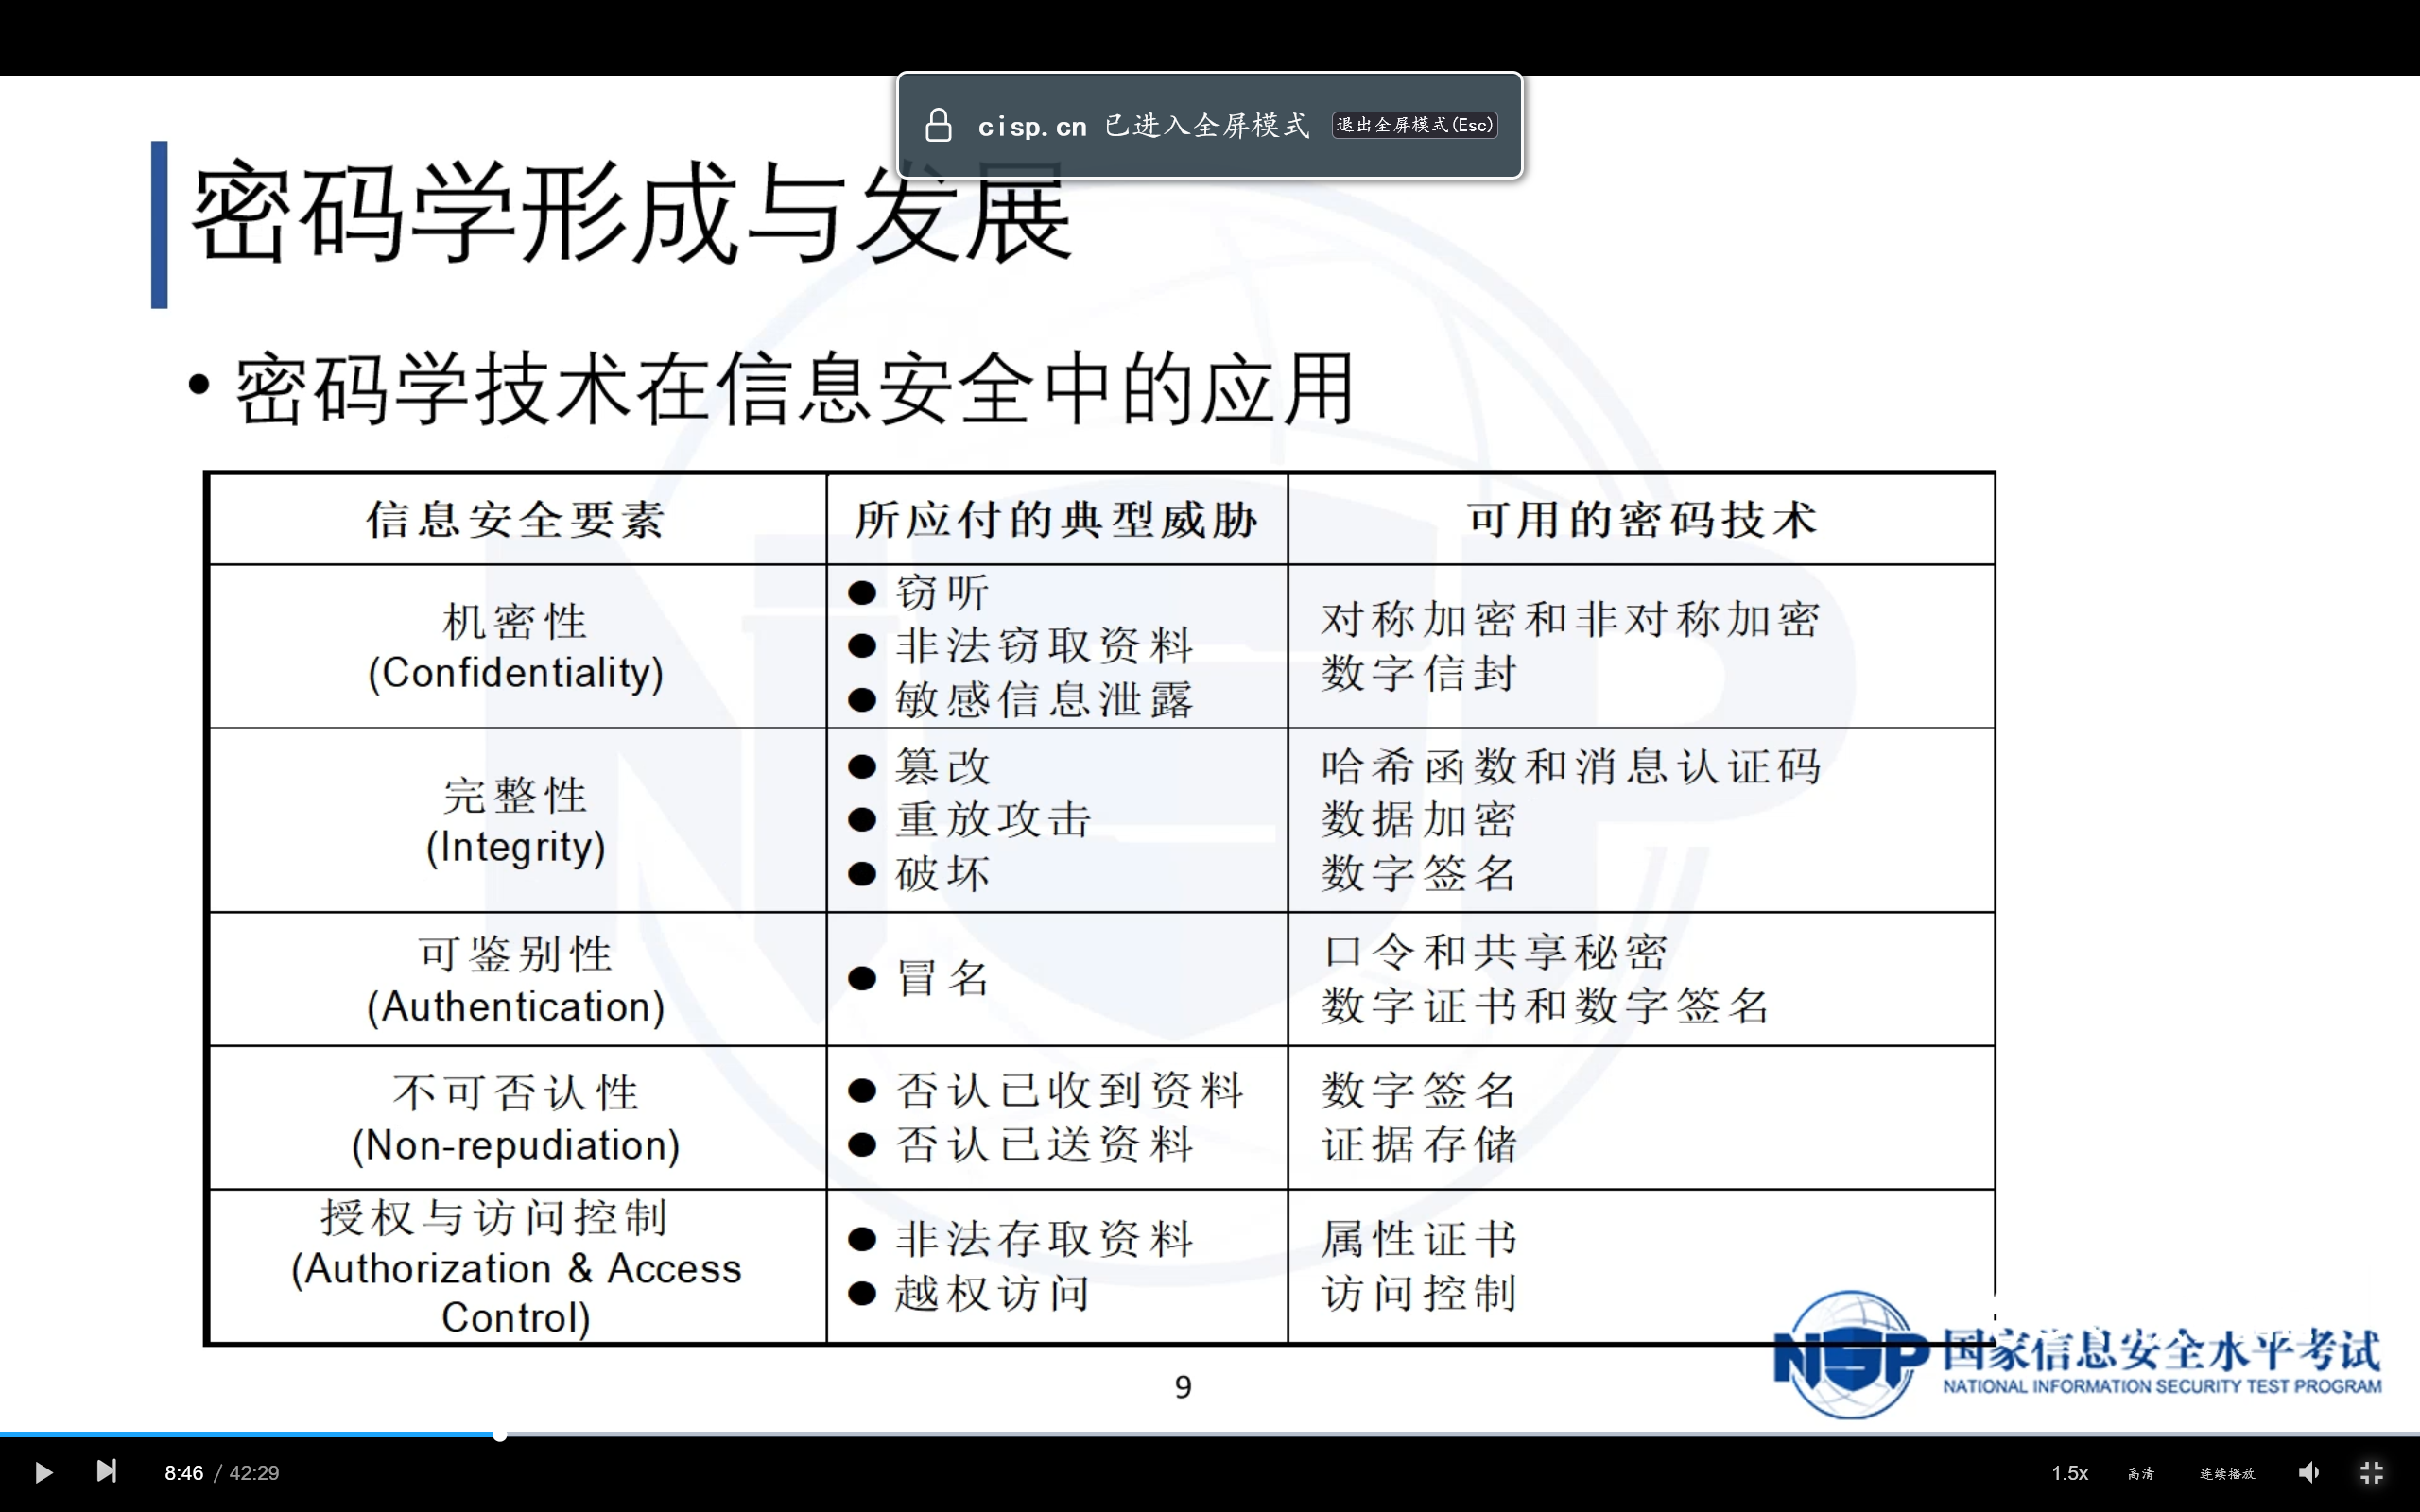 cisp.cn 已进入全屏模式 退出全屏模式(Esc)
密码学形成与发展
• 密码学技术在信息安全中的应用
信息安全要素 所应付的典型威胁 可用的密码技术
机密性
(Confidentiality)
● 窃听
● 非法窃取资料
● 敏感信息泄露
对称加密和非对称加密
数字信封
完整性
(Integrity)
● 篡改
● 重放攻击
● 破坏
哈希函数和消息认证码
数据加密
数字签名
可鉴别性
(Authentication)
● 冒名
口令和共享秘密
数字证书和数字签名
不可否认性
(Non-repudiation)
● 否认已收到资料
● 否认已送资料
数字签名
证据存储
授权与访问控制
(Authorization & Access
Control)
● 非法存取资料
● 越权访问
属性证书
访问控制
9
NISP 国家信息安全水平考试
NATIONAL INFORMATION SECURITY TEST PROGRAM
8:46 / 42:29
1.5x 高清 连续播放